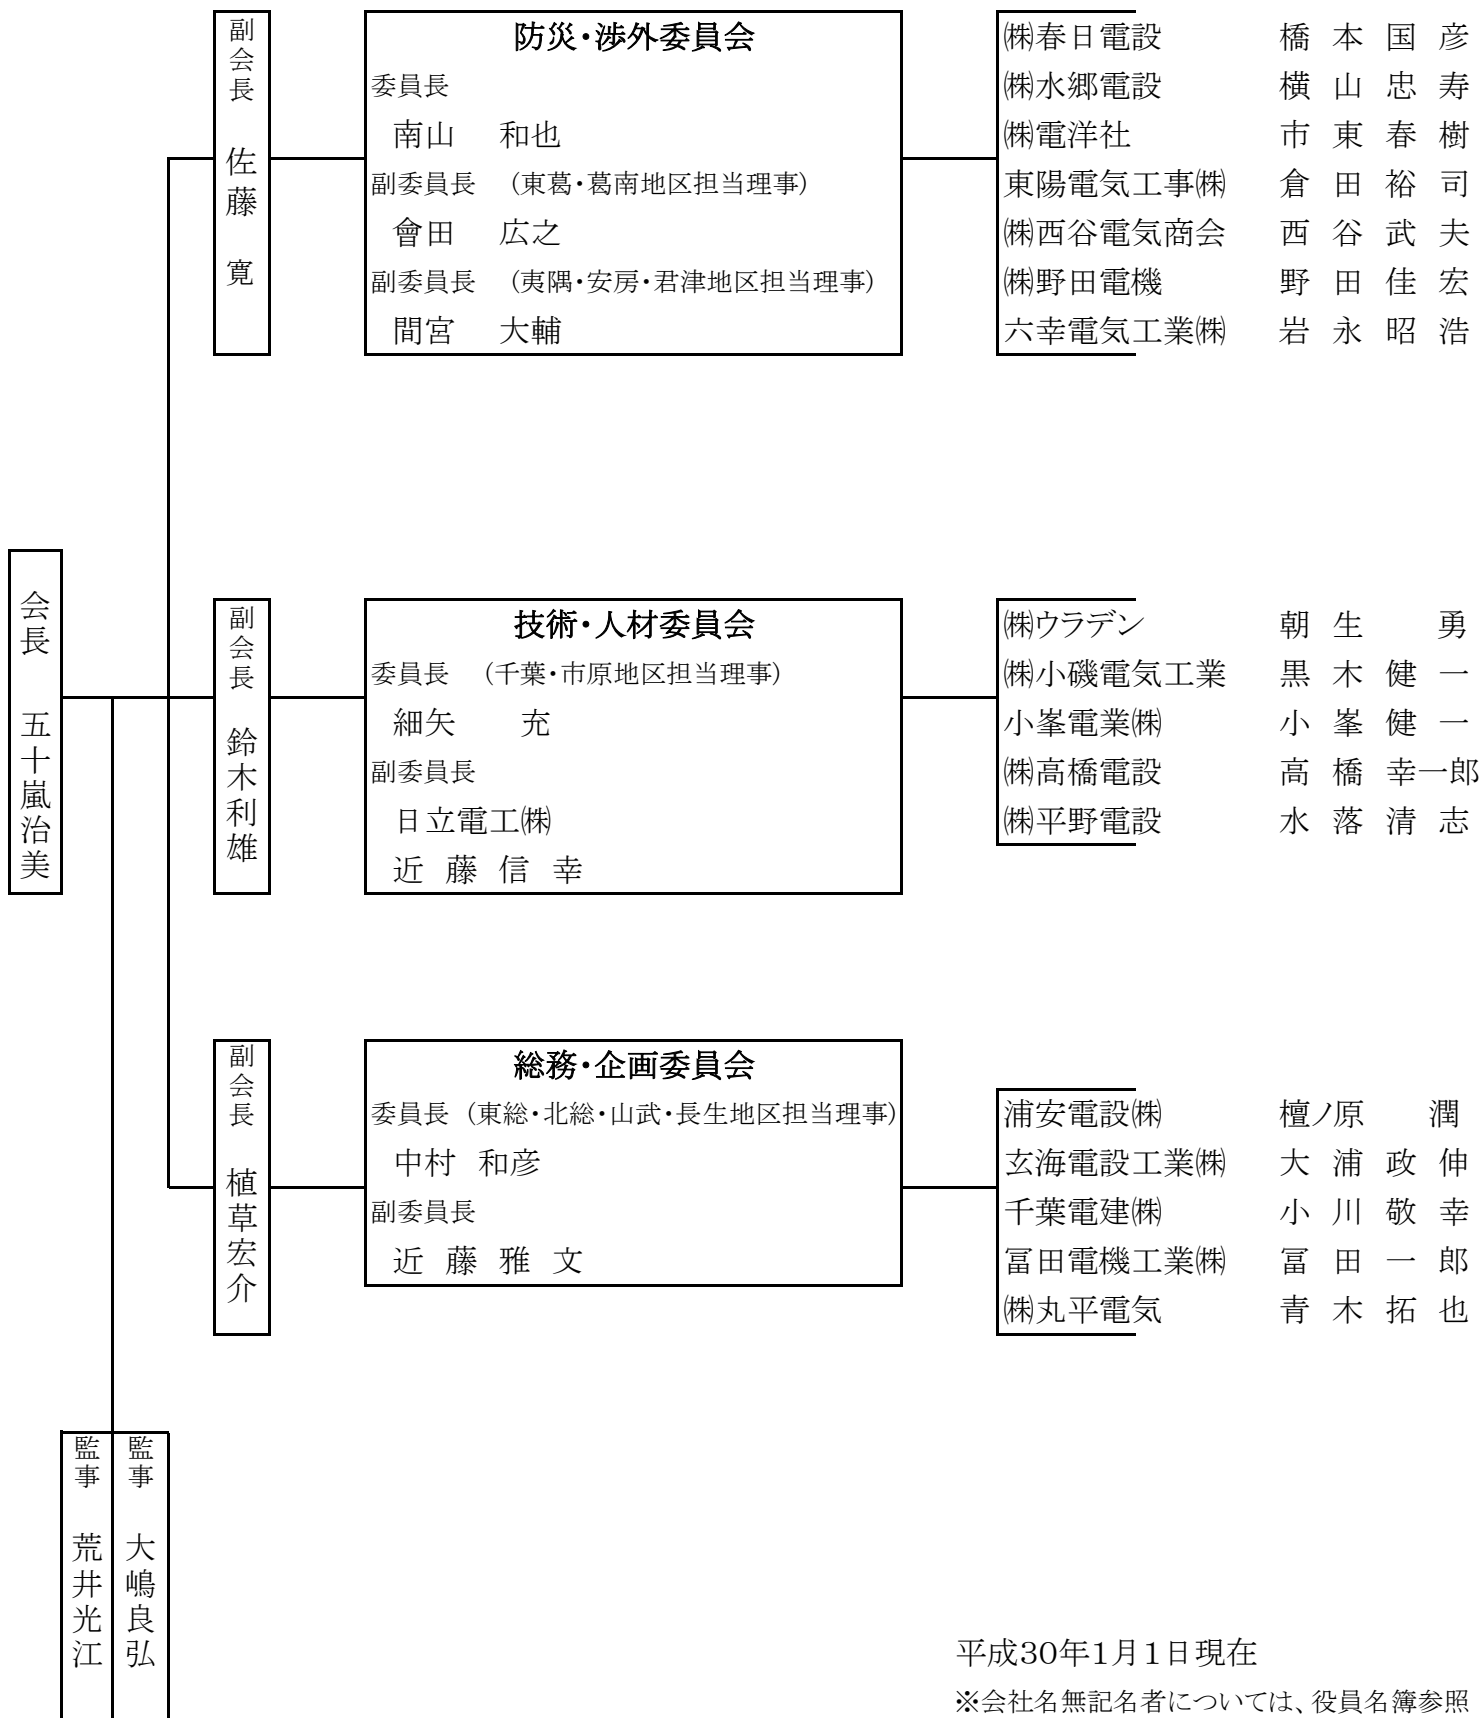 会長　五十嵐治美
副会長　佐藤　寛
防災・渉外委員会
委員長
南山　和也
副委員長　（東葛・葛南地区担当理事）
會田　広之
副委員長　（夷隅・安房・君津地区担当理事）
間宮　大輔
㈱春日電設　橋本国彦
㈱水郷電設　横山忠寿
㈱電洋社　市東春樹
東陽電気工事㈱　倉田裕司
㈱西谷電気商会　西谷武夫
㈱野田電機　野田佳宏
六幸電気工業㈱　岩永昭浩
副会長　鈴木利雄
技術・人材委員会
委員長　（千葉・市原地区担当理事）
細矢　充
副委員長
日立電工㈱
近藤信幸
㈱ウラデン　朝生　勇
㈱小磯電気工業　黒木健一
小峯電業㈱　小峯健一
㈱高橋電設　高橋幸一郎
㈱平野電設　水落清志
副会長　植草宏介
総務・企画委員会
委員長（東総・北総・山武・長生地区担当理事）
中村　和彦
副委員長
近藤雅文
浦安電設㈱　檀ノ原　潤
玄海電設工業㈱　大浦政伸
千葉電建㈱　小川敬幸
冨田電機工業㈱　冨田一郎
㈱丸平電気　青木拓也
監事　大嶋良弘
監事　荒井光江
平成30年1月1日現在
※会社名無記名者については、役員名簿参照